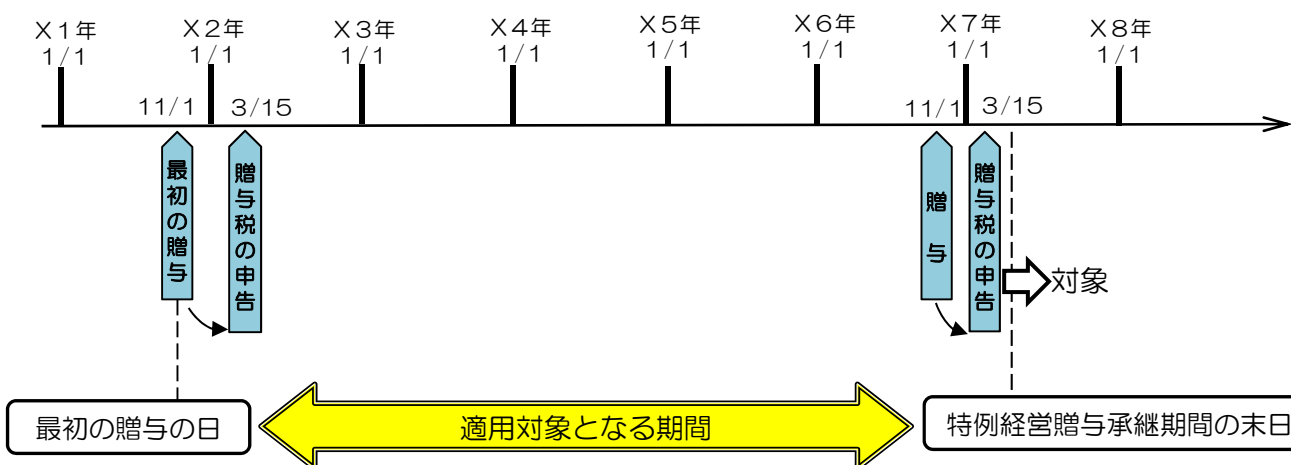 X1年 X2年 X3年 X4年 X5年 X6年 X7年 X8年
1/1 1/1 1/1 1/1 1/1 1/1 1/1 1/1
11/1 3/15 11/1 3/15
最初の贈与
贈与税の申告
贈与
贈与税の申告
対象
最初の贈与の日
適用対象となる期間
特例経営贈与承継期間の末日